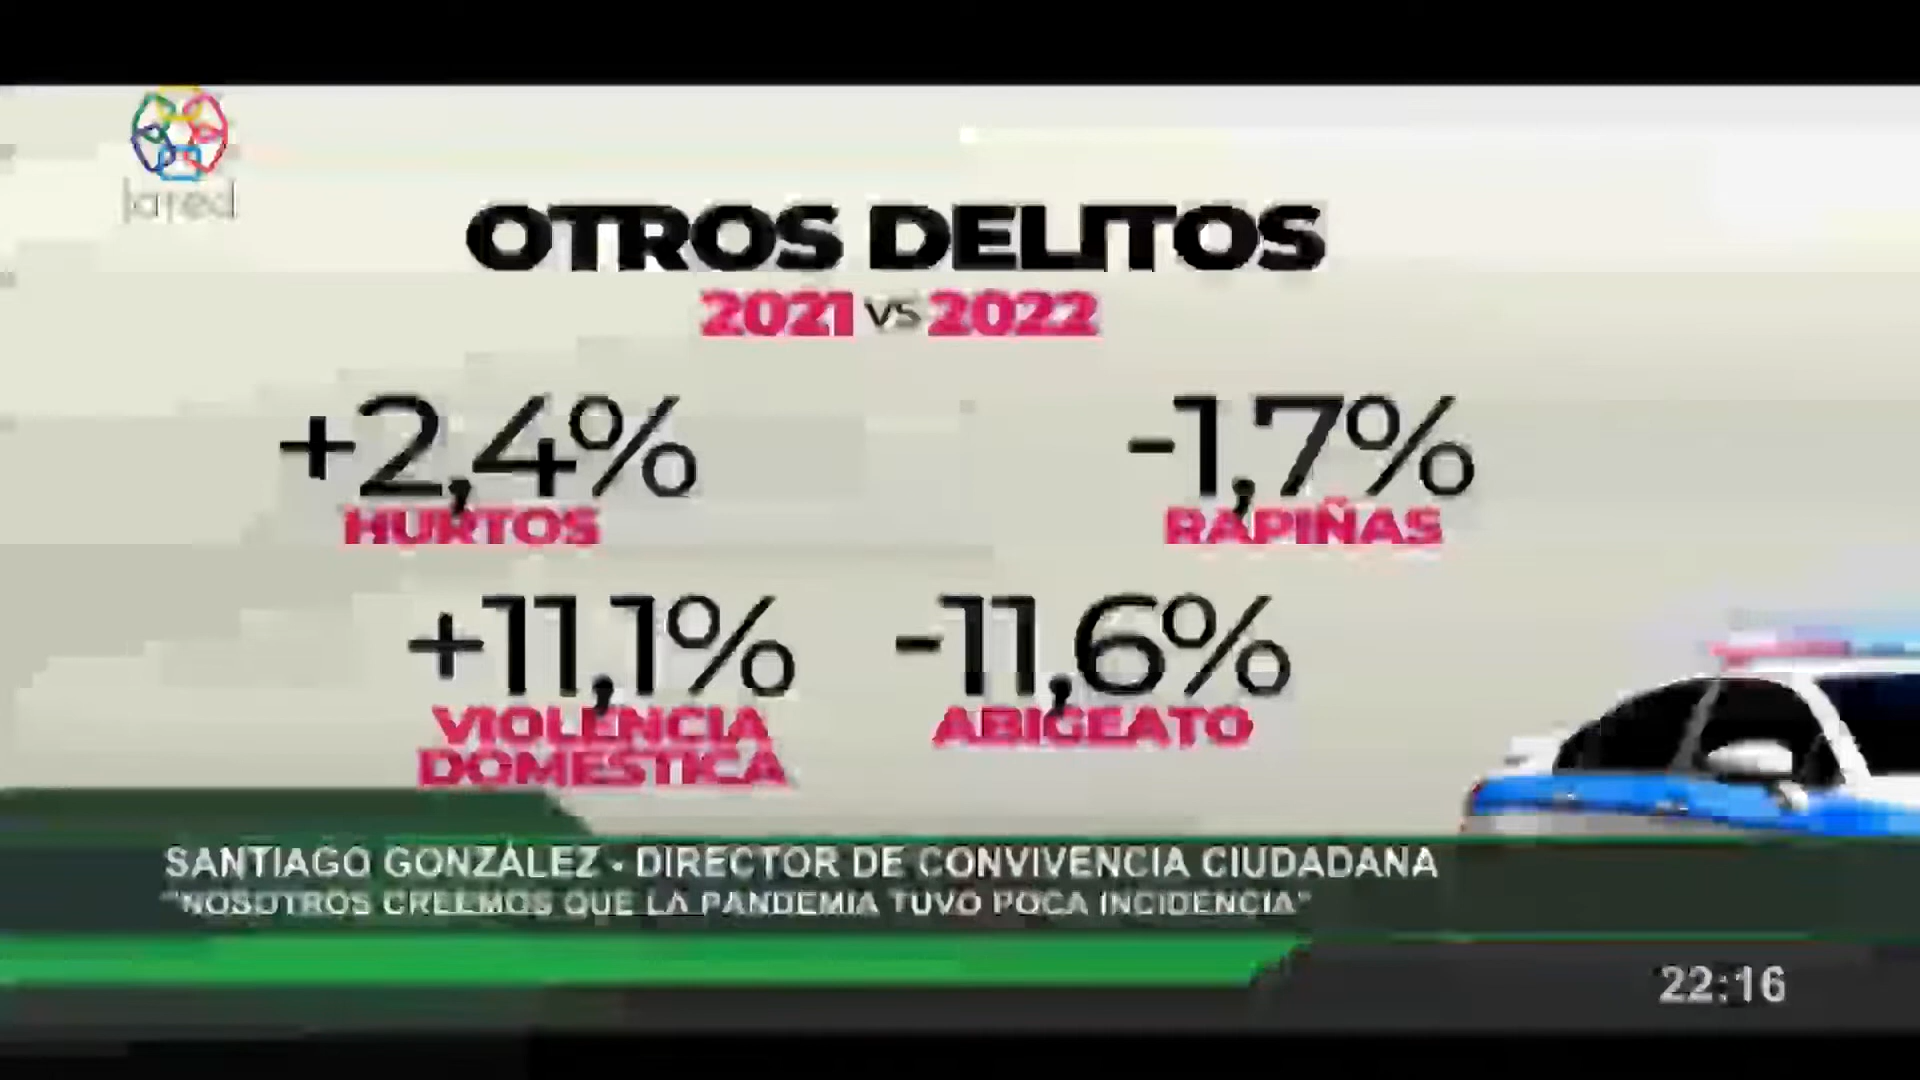 lared
OTROS DELITOS
2021 vs 2022
+2,4%
HURTOS
-1,7%
RAPIÑAS
+11,1%
VIOLENCIA
DOMESTICA
-11,6%
ABIGEATO
SANTIAGO GONZÁLEZ - DIRECTOR DE CONVIVENCIA CIUDADANA
"NOSOTROS CREEMOS QUE LA PANDEMIA TUVO POCA INCIDENCIA"
22:16